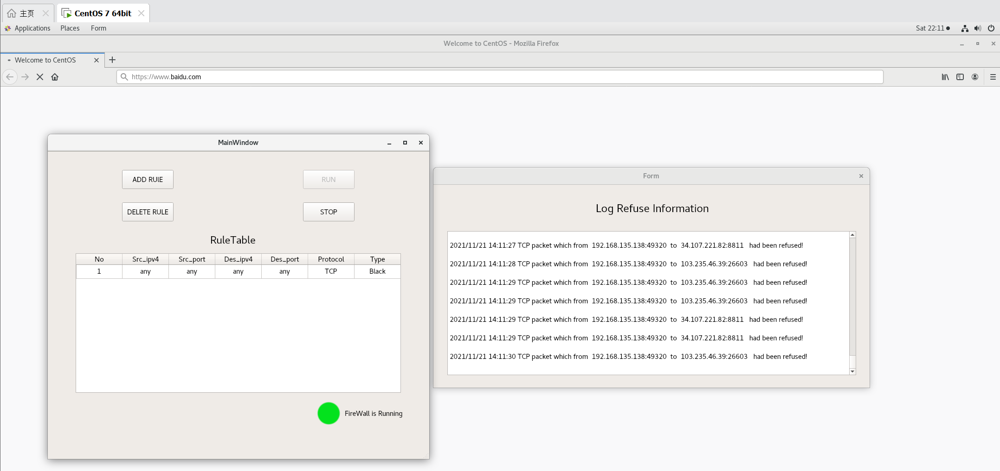 主页
CentOS 7 64bit
Applications Places Form
Sat 22:11
Welcome to CentOS - Mozilla Firefox
Welcome to CentOS
https://www.baidu.com
MainWindow
ADD RUlE
RUN
DELETE RULE
STOP
RuleTable
No Src_ipv4 Src_port Des_ipv4 Des_port Protocol Type
1 any any any any TCP Black
FireWall is Running
Form
Log Refuse Information
2021/11/21 14:11:27 TCP packet which from 192.168.135.138:49320 to 34.107.221.82:8811 had been refused!
2021/11/21 14:11:28 TCP packet which from 192.168.135.138:49320 to 103.235.46.39:26603 had been refused!
2021/11/21 14:11:29 TCP packet which from 192.168.135.138:49320 to 103.235.46.39:26603 had been refused!
2021/11/21 14:11:29 TCP packet which from 192.168.135.138:49320 to 103.235.46.39:26603 had been refused!
2021/11/21 14:11:29 TCP packet which from 192.168.135.138:49320 to 34.107.221.82:8811 had been refused!
2021/11/21 14:11:29 TCP packet which from 192.168.135.138:49320 to 34.107.221.82:8811 had been refused!
2021/11/21 14:11:30 TCP packet which from 192.168.135.138:49320 to 103.235.46.39:26603 had been refused!